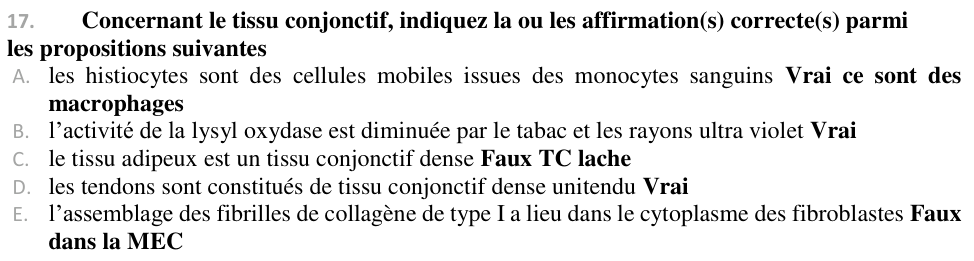 17. Concernant le tissu conjonctif, indiquez la ou les affirmation(s) correcte(s) parmi
les propositions suivantes
A. les histiocytes sont des cellules mobiles issues des monocytes sanguins Vrai ce sont des
macrophages
B. l'activité de la lysyl oxydase est diminuée par le tabac et les rayons ultra violet Vrai
C. le tissu adipeux est un tissu conjonctif dense Faux TC lache
D. les tendons sont constitués de tissu conjonctif dense unitendu Vrai
E. l'assemblage des fibrilles de collagène de type I a lieu dans le cytoplasme des fibroblastes Faux
dans la MEC